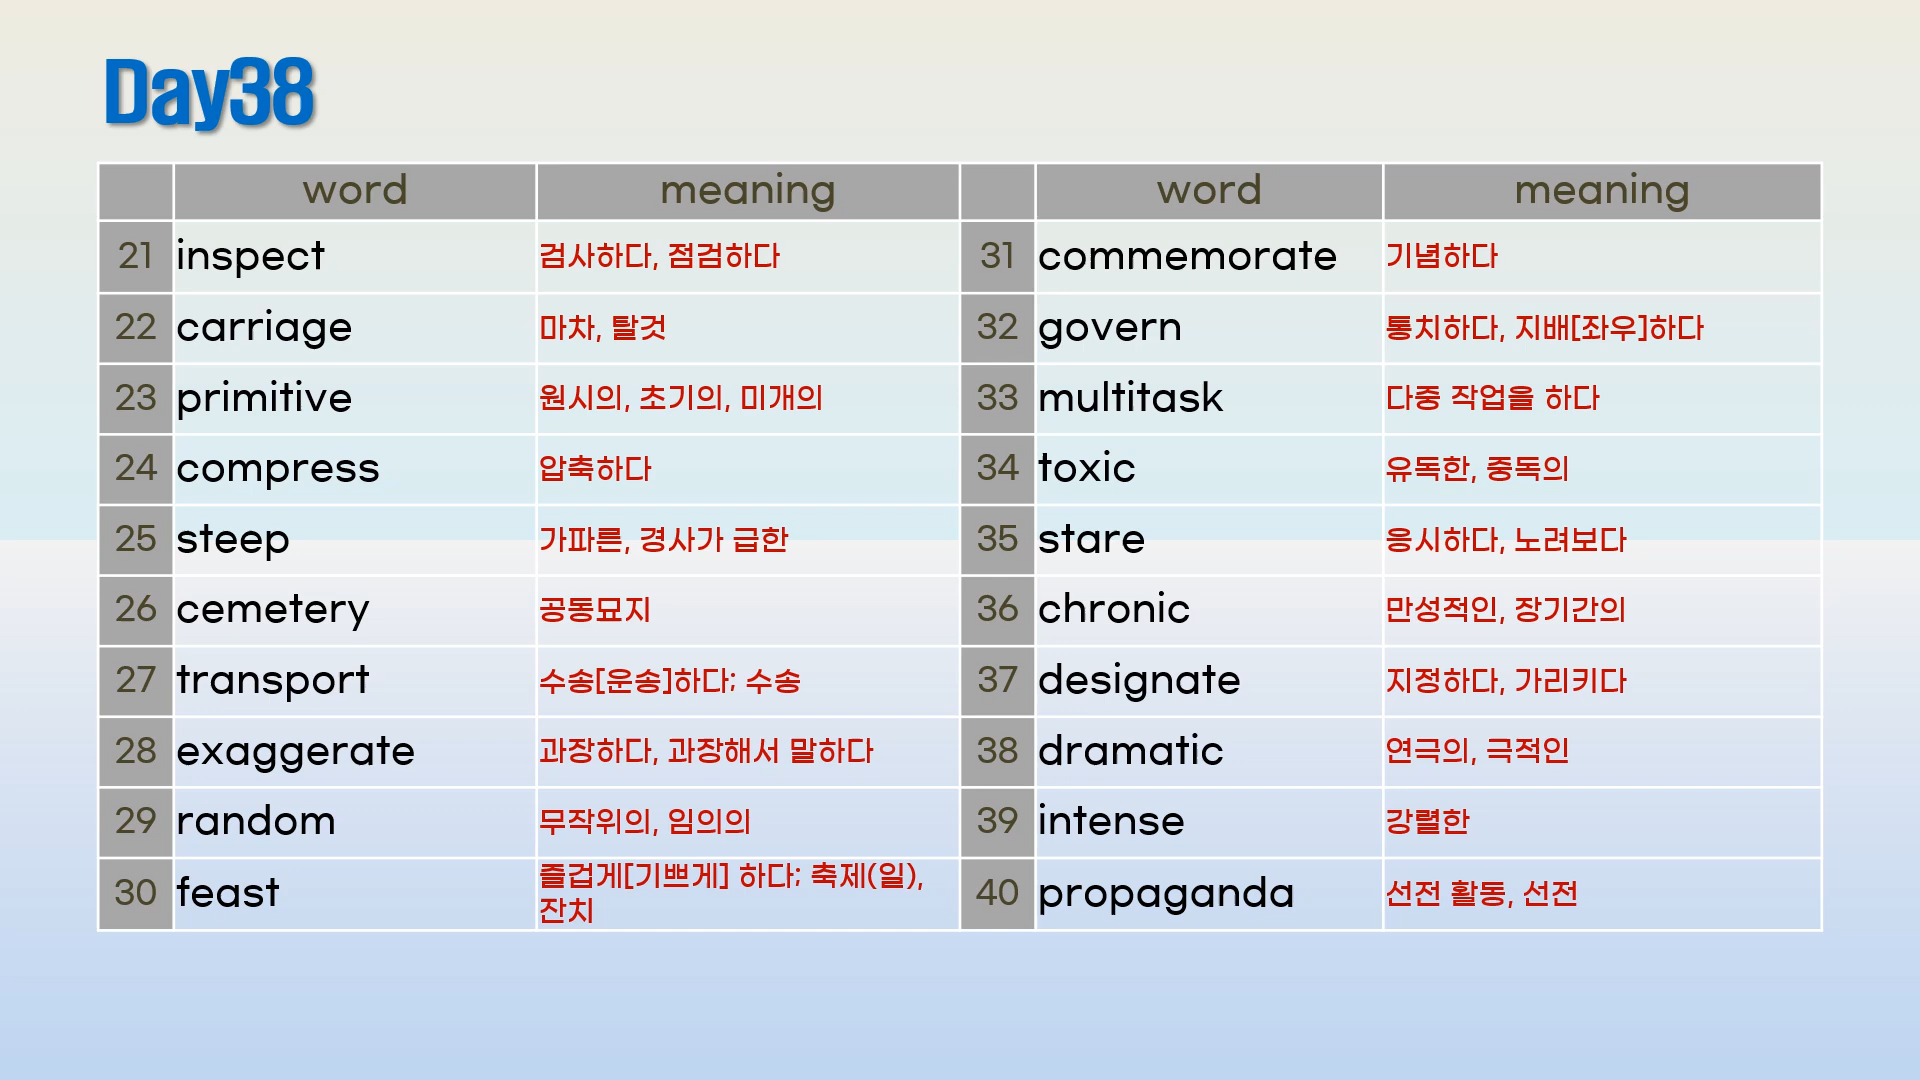 Day38
word meaning word meaning
21 inspect 검사하다, 점검하다 31 commemorate 기념하다
22 carriage 마차, 탈것 32 govern 통치하다, 지배[좌우]하다
23 primitive 원시의, 초기의, 미개의 33 multitask 다중 작업을 하다
24 compress 압축하다 34 toxic 유독한, 중독의
25 steep 가파른, 경사가 급한 35 stare 응시하다, 노려보다
26 cemetery 공동묘지 36 chronic 만성적인, 장기간의
27 transport 수송[운송]하다; 수송 37 designate 지정하다, 가리키다
28 exaggerate 과장하다, 과장해서 말하다 38 dramatic 연극의, 극적인
29 random 무작위의, 임의의 39 intense 강렬한
30 feast 즐겁게[기쁘게] 하다; 축제(일),
잔치 40 propaganda 선전 활동, 선전